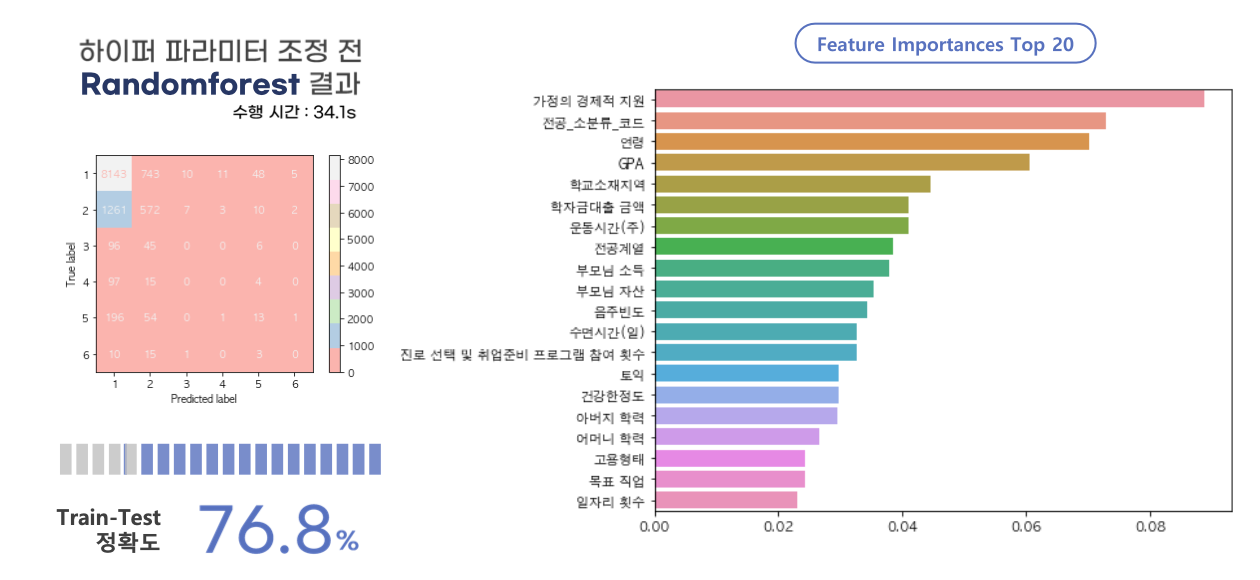 하이퍼 파라미터 조정 전
Randomforest 결과
수행 시간 : 34.1s
True label
1 8143 743 10 11 48 5
2 1261 572 7 3 10 2
3 96 45 0 0 6 0
4 97 15 0 0 4 0
5 196 54 0 1 13 1
6 10 15 1 0 3 0
1 2 3 4 5 6
Predicted label
8000
7000
6000
5000
4000
3000
2000
1000
0
Train-Test
정확도
76.8%
Feature Importances Top 20
가정의 경제적 지원
전공_소분류_코드
연령
GPA
학교소재지역
학자금대출 금액
운동시간(주)
전공계열
부모님 소득
부모님 자산
음주빈도
수면시간(일)
진로 선택 및 취업준비 프로그램 참여 횟수
토익
건강한정도
아버지 학력
어머니 학력
고용형태
목표 직업
일자리 횟수
0.00 0.02 0.04 0.06 0.08